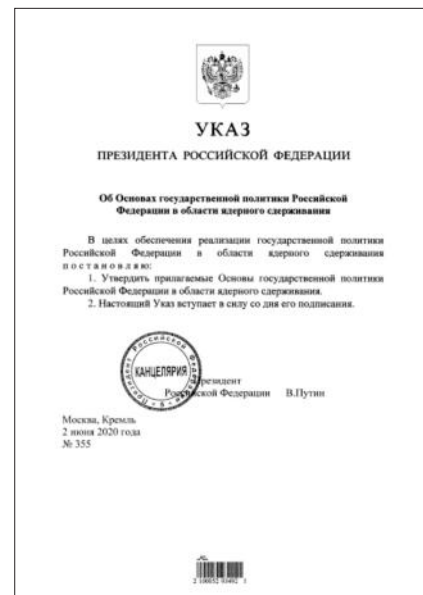 УКАЗ
ПРЕЗИДЕНТА РОССИЙСКОЙ ФЕДЕРАЦИИ
Об Основах государственной политики Российской
Федерации в области ядерного сдерживания
В целях обеспечения реализации государственной политики
Российской Федерации в области ядерного сдерживания
постановляю:
1. Утвердить прилагаемые Основы государственной политики
Российской Федерации в области ядерного сдерживания.
2. Настоящий Указ вступает в силу со дня его подписания.
КАНЦЕЛЯРИЯ
Президент
Российской Федерации В.Путин
Москва, Кремль
2 июня 2020 года
№ 355